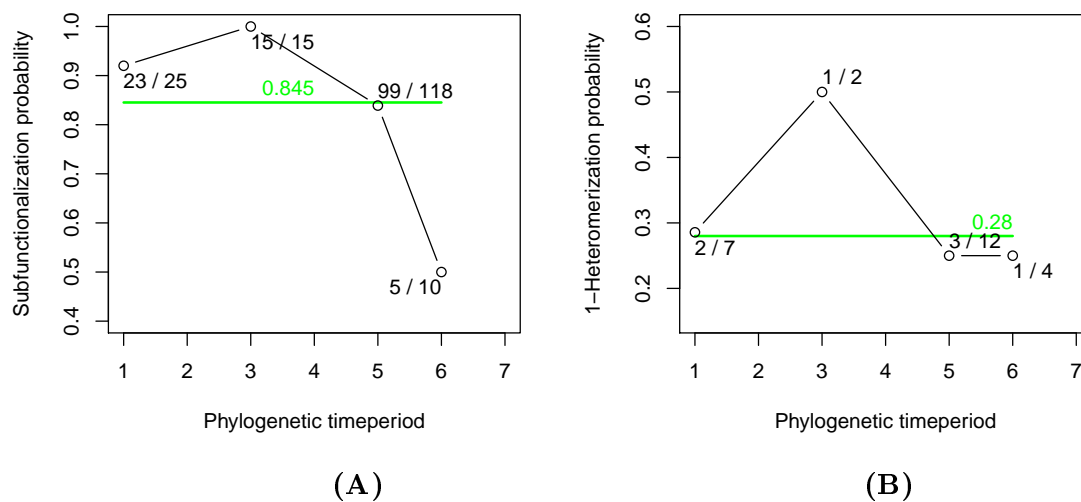 Subfunctionalization probability
1.0
0.9
0.8
0.7
0.6
0.5
0.4
23 / 25
15 / 15
0.845
99 / 118
5 / 10
1 2 3 4 5 6 7
Phylogenetic timeperiod
(A)
1−Heteromerization probability
0.6
0.5
0.4
0.3
0.2
2 / 7
1 / 2
0.28
3 / 12
1 / 4
1 2 3 4 5 6 7
Phylogenetic timeperiod
(B)